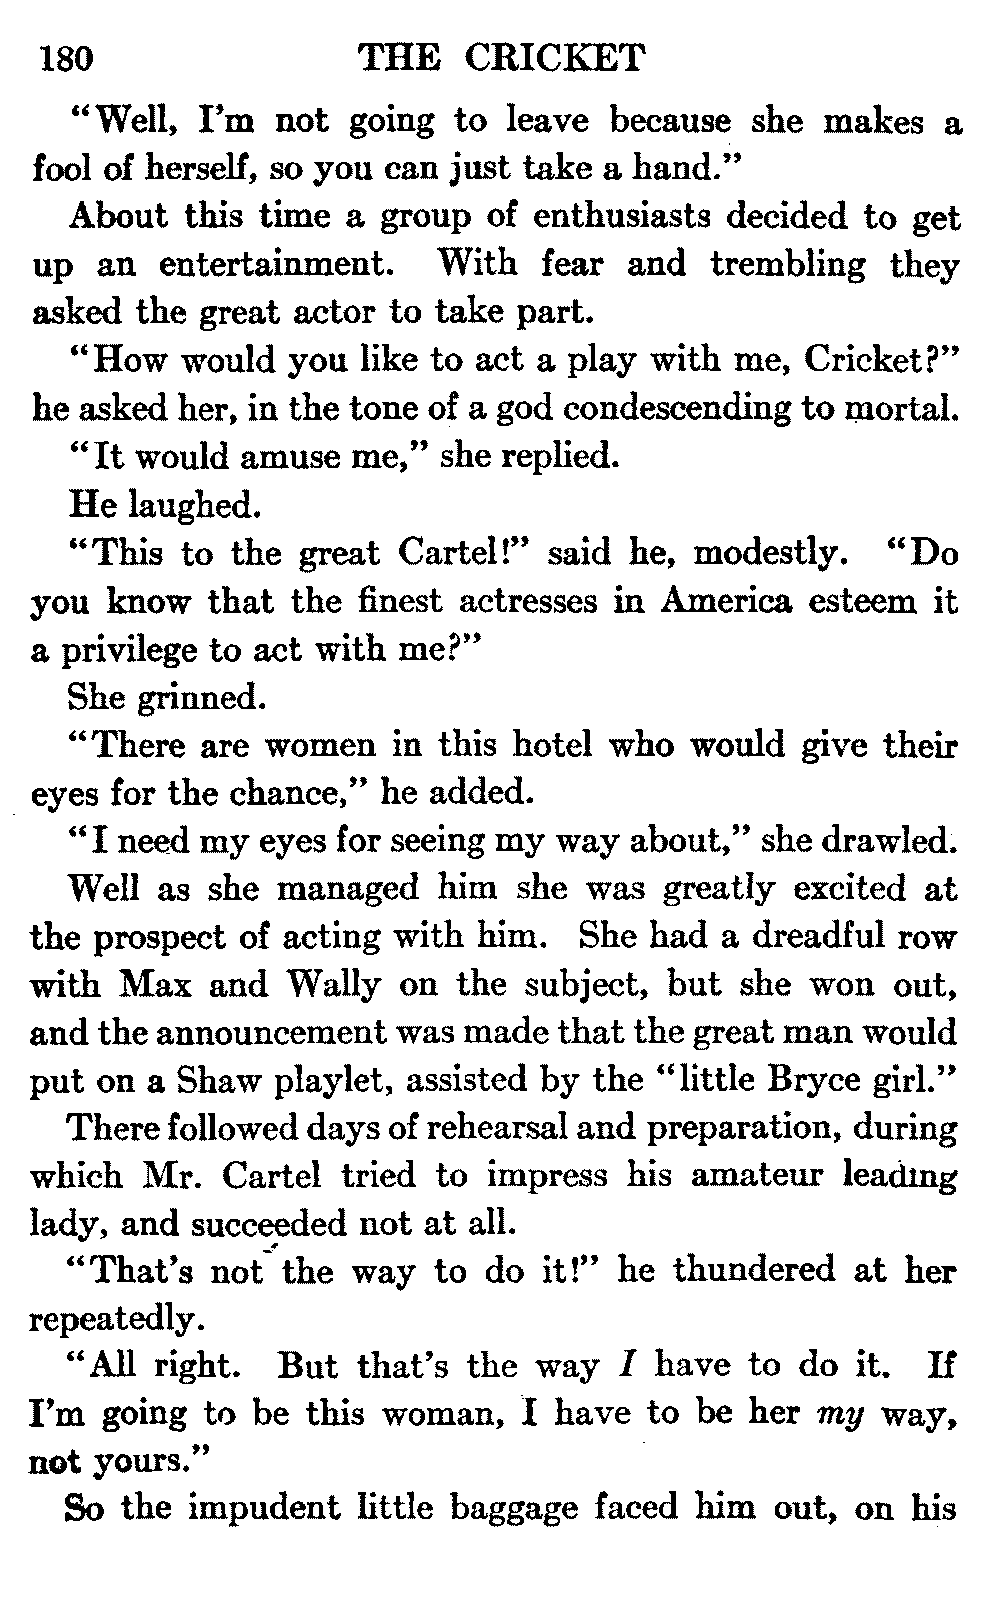 180 THE CRICKET
"Well, I'm not going to leave because she makes a
fool of herself, so you can just take a hand."
About this time a group of enthusiasts decided to get
up an entertainment. With fear and trembling they
asked the great actor to take part.
"How would you like to act a play with me, Cricket?"
he asked her, in the tone of a god condescending to mortal.
"It would amuse me," she replied.
He laughed.
"This to the great Cartel!" said he, modestly. "Do
you know that the finest actresses in America esteem it
a privilege to act with me?"
She grinned.
"There are women in this hotel who would give their
eyes for the chance," he added.
"I need my eyes for seeing my way about," she drawled.
Well as she managed him she was greatly excited at
the prospect of acting with him. She had a dreadful row
with Max and Wally on the subject, but she won out,
and the announcement was made that the great man would
put on a Shaw playlet, assisted by the "little Bryce girl."
There followed days of rehearsal and preparation, during
which Mr. Cartel tried to impress his amateur leading
lady, and succeeded not at all.
"That's not the way to do it!" he thundered at her
repeatedly.
"All right. But that's the way I have to do it. If
I'm going to be this woman, I have to be her my way,
not yours."
So the impudent little baggage faced him out, on his